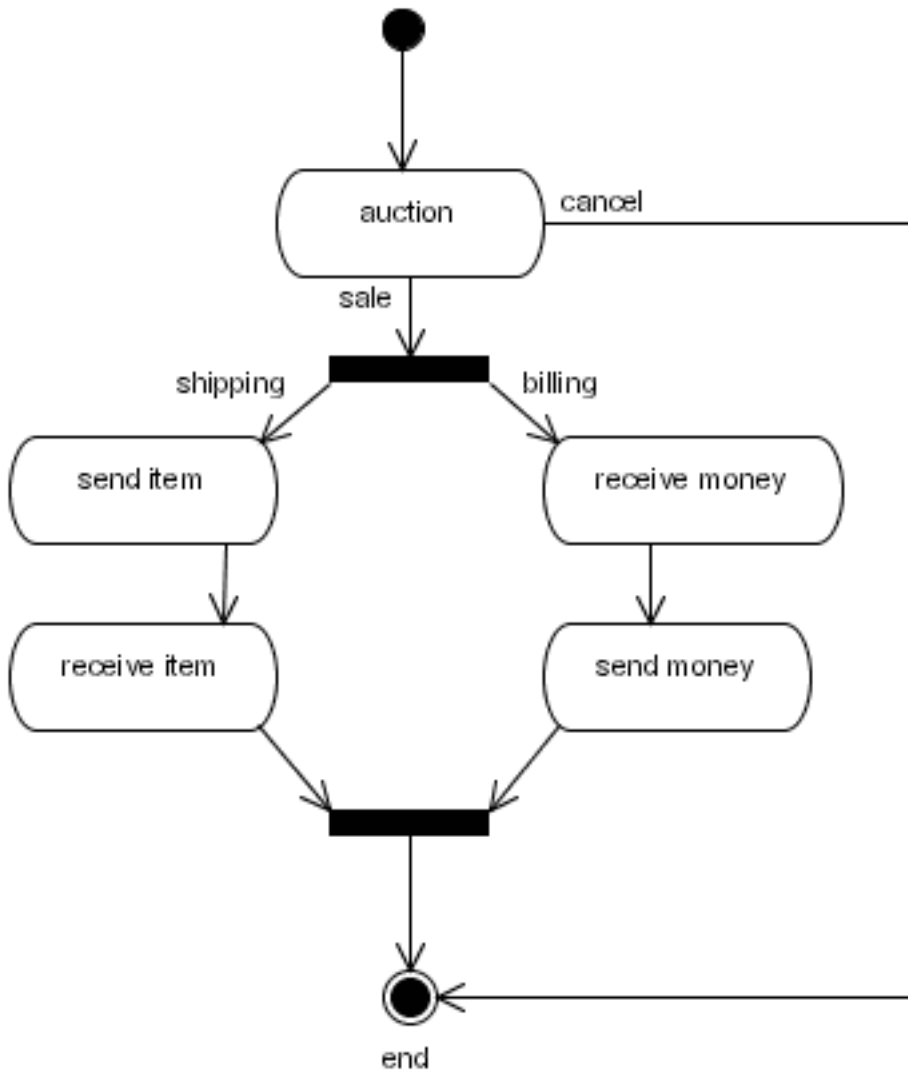 auction
cancel
sale
shipping
billing
send item
receive money
receive item
send money
end